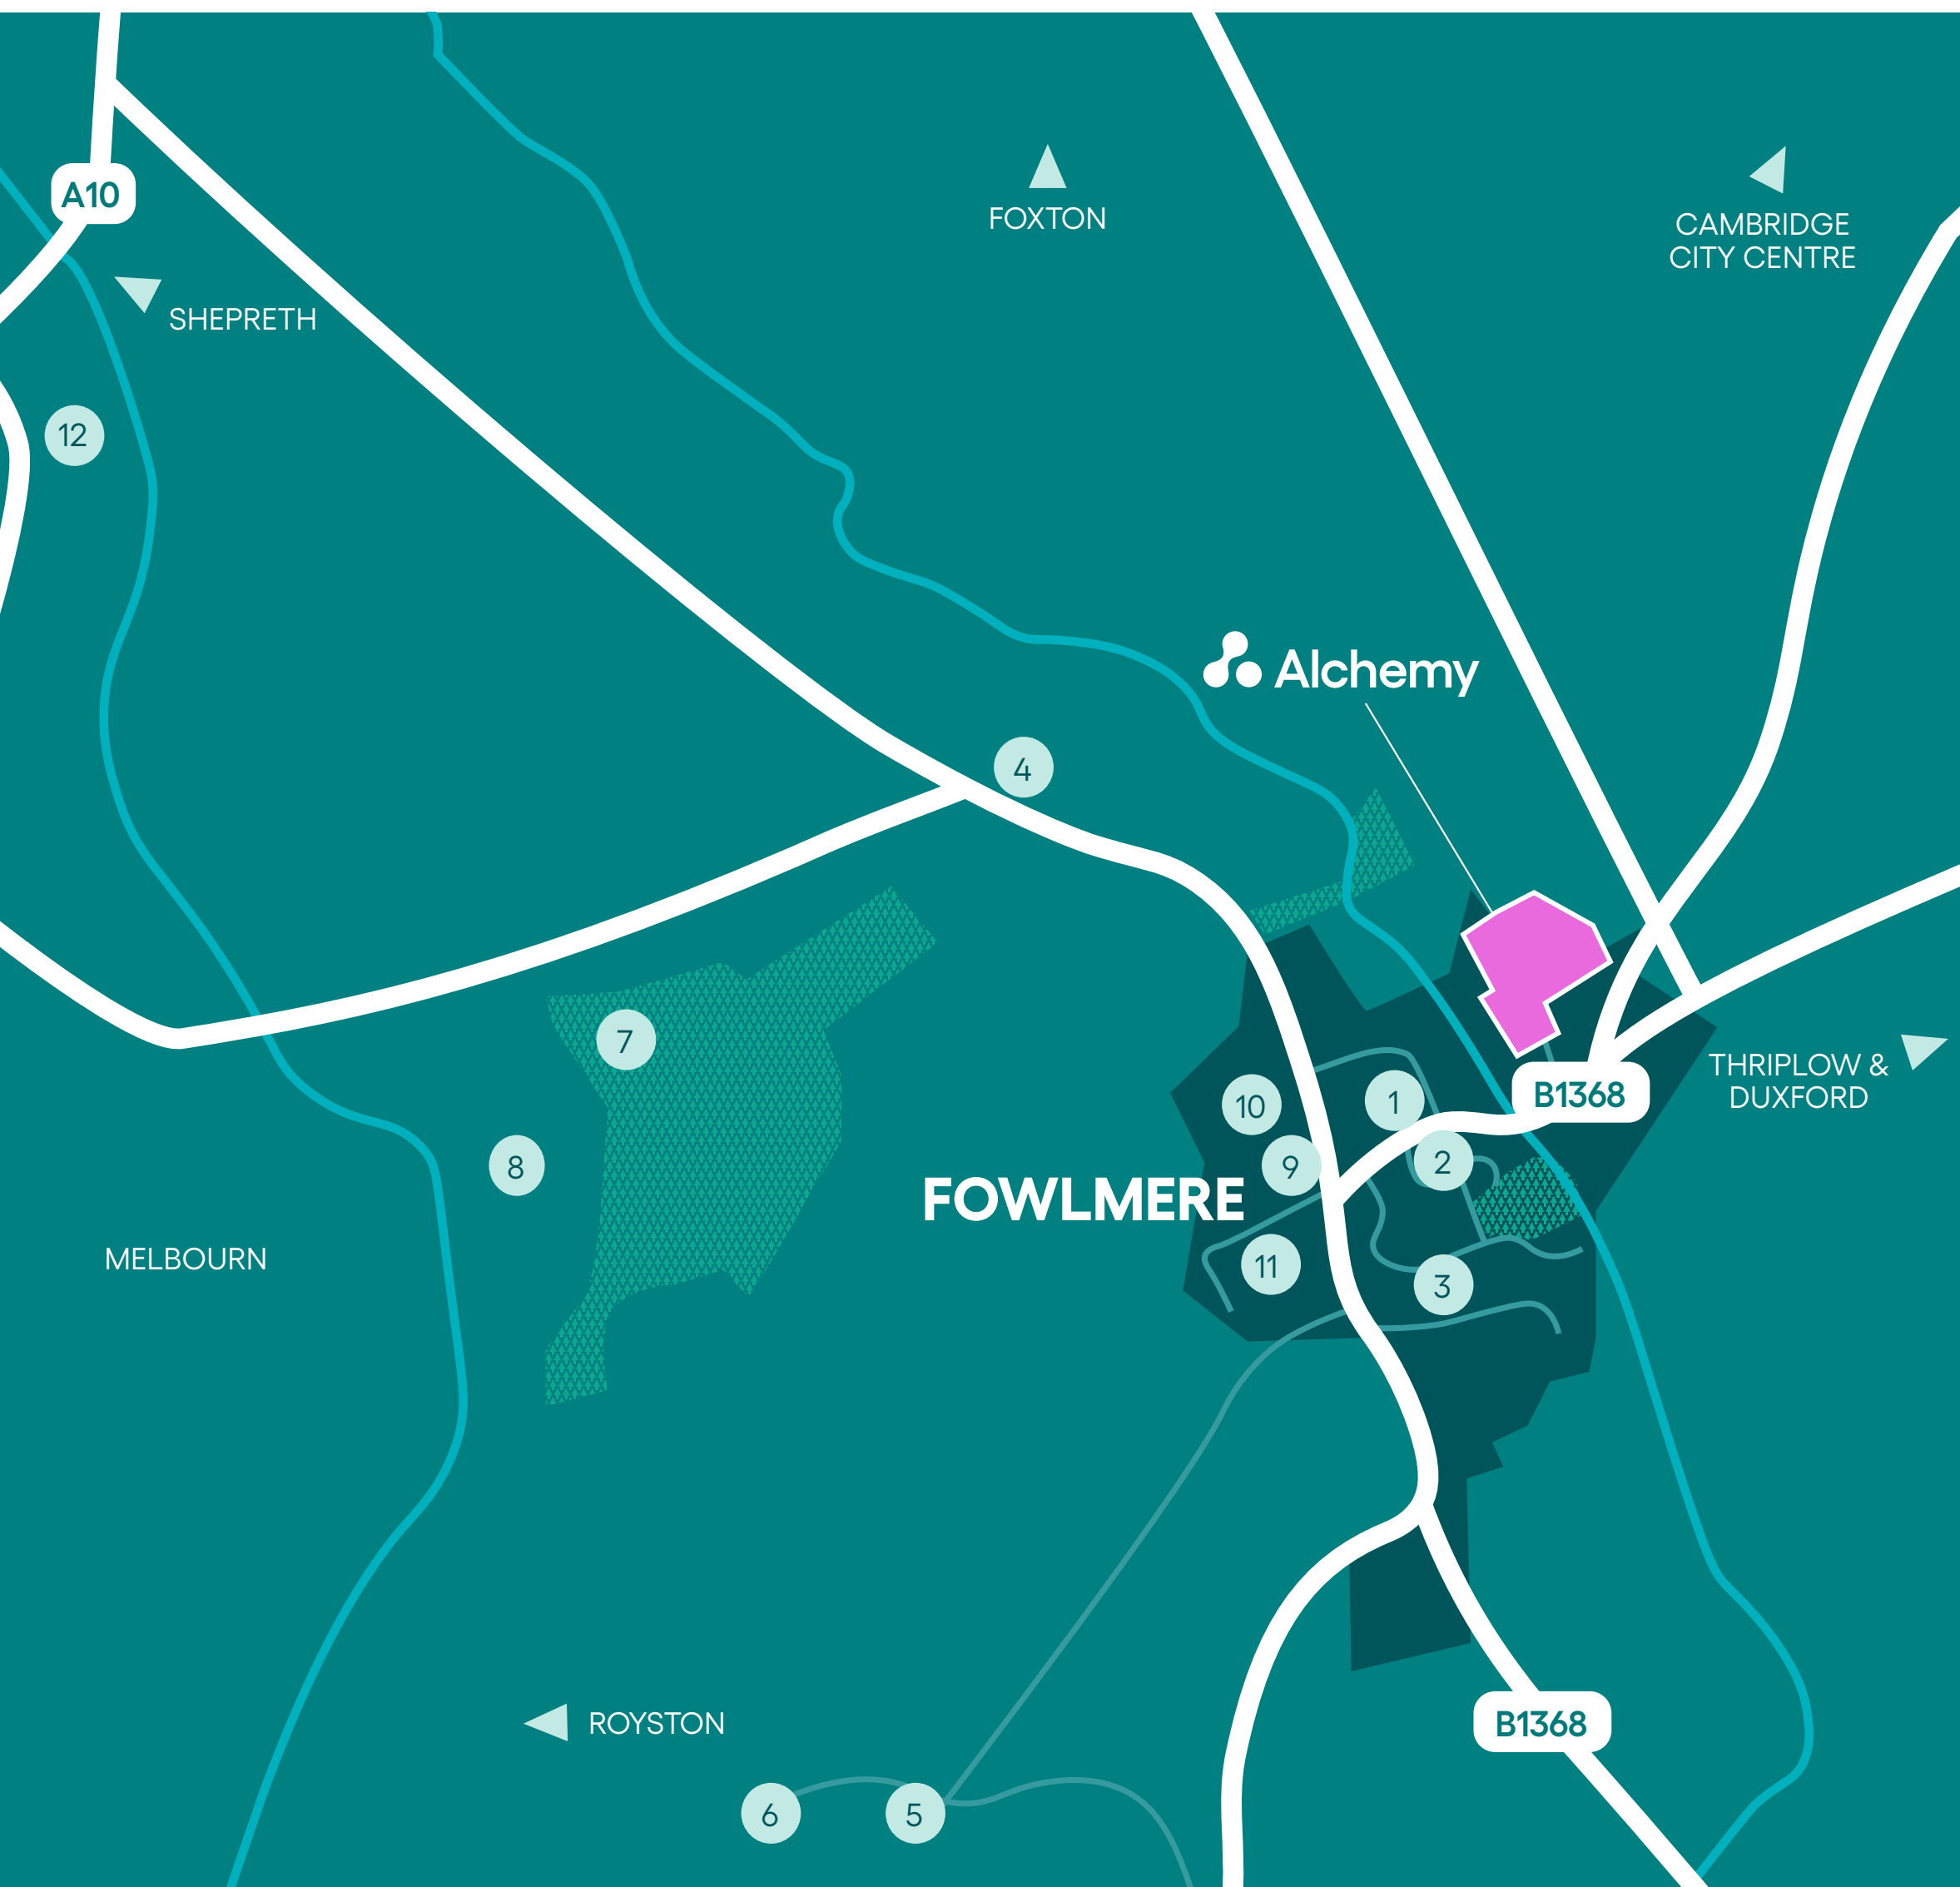 A10
FOXTON
CAMBRIDGE
CITY CENTRE
SHEPRETH
12
Alchemy
4
7
THRIPLOW &
DUXFORD
B1368
10
1
8
9
2
FOWLMERE
MELBOURN
11
3
ROYSTON
B1368
6
5